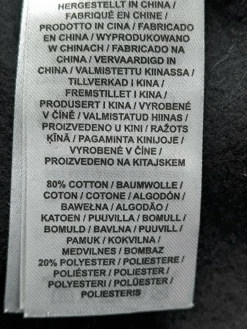 HERGESTELLT IN CHINA /
FABRIQUÉ EN CHINE /
PRODOTTO IN CINA / FABRICADO
EN CHINA / WYPRODUKOWANO
W CHINACH / FABRICADO NA
CHINA / VERVAARDIGD IN
CHINA / VALMISTETTU KIINASSA /
TILLVERKAD I KINA /
FREMSTILLET I KINA /
PRODUSERT I KINA / VYROBENÉ
V ČÍNĚ / VALMISTATUD HIINAS /
PROIZVEDENO U KINI / RAŽOTS
ĶĪNĀ / PAGAMINTA KINIJOJE /
VYROBENÉ V ČÍNE /
PROIZVEDENO NA KITAJSKEM
80% COTTON / BAUMWOLLE /
COTON / COTONE / ALGODÓN /
BAWEŁNA / ALGODÃO /
KATOEN / PUUVILLA / BOMULL /
BOMULD / BAVLNA / PUUVILL /
PAMUK / KOKVILNA /
MEDVILNES / BOMBAZ
20% POLYESTER / POLIESTERE /
POLIÉSTER / POLIESTER /
POLYESTERI / POLÜESTER /
POLIESTERIS